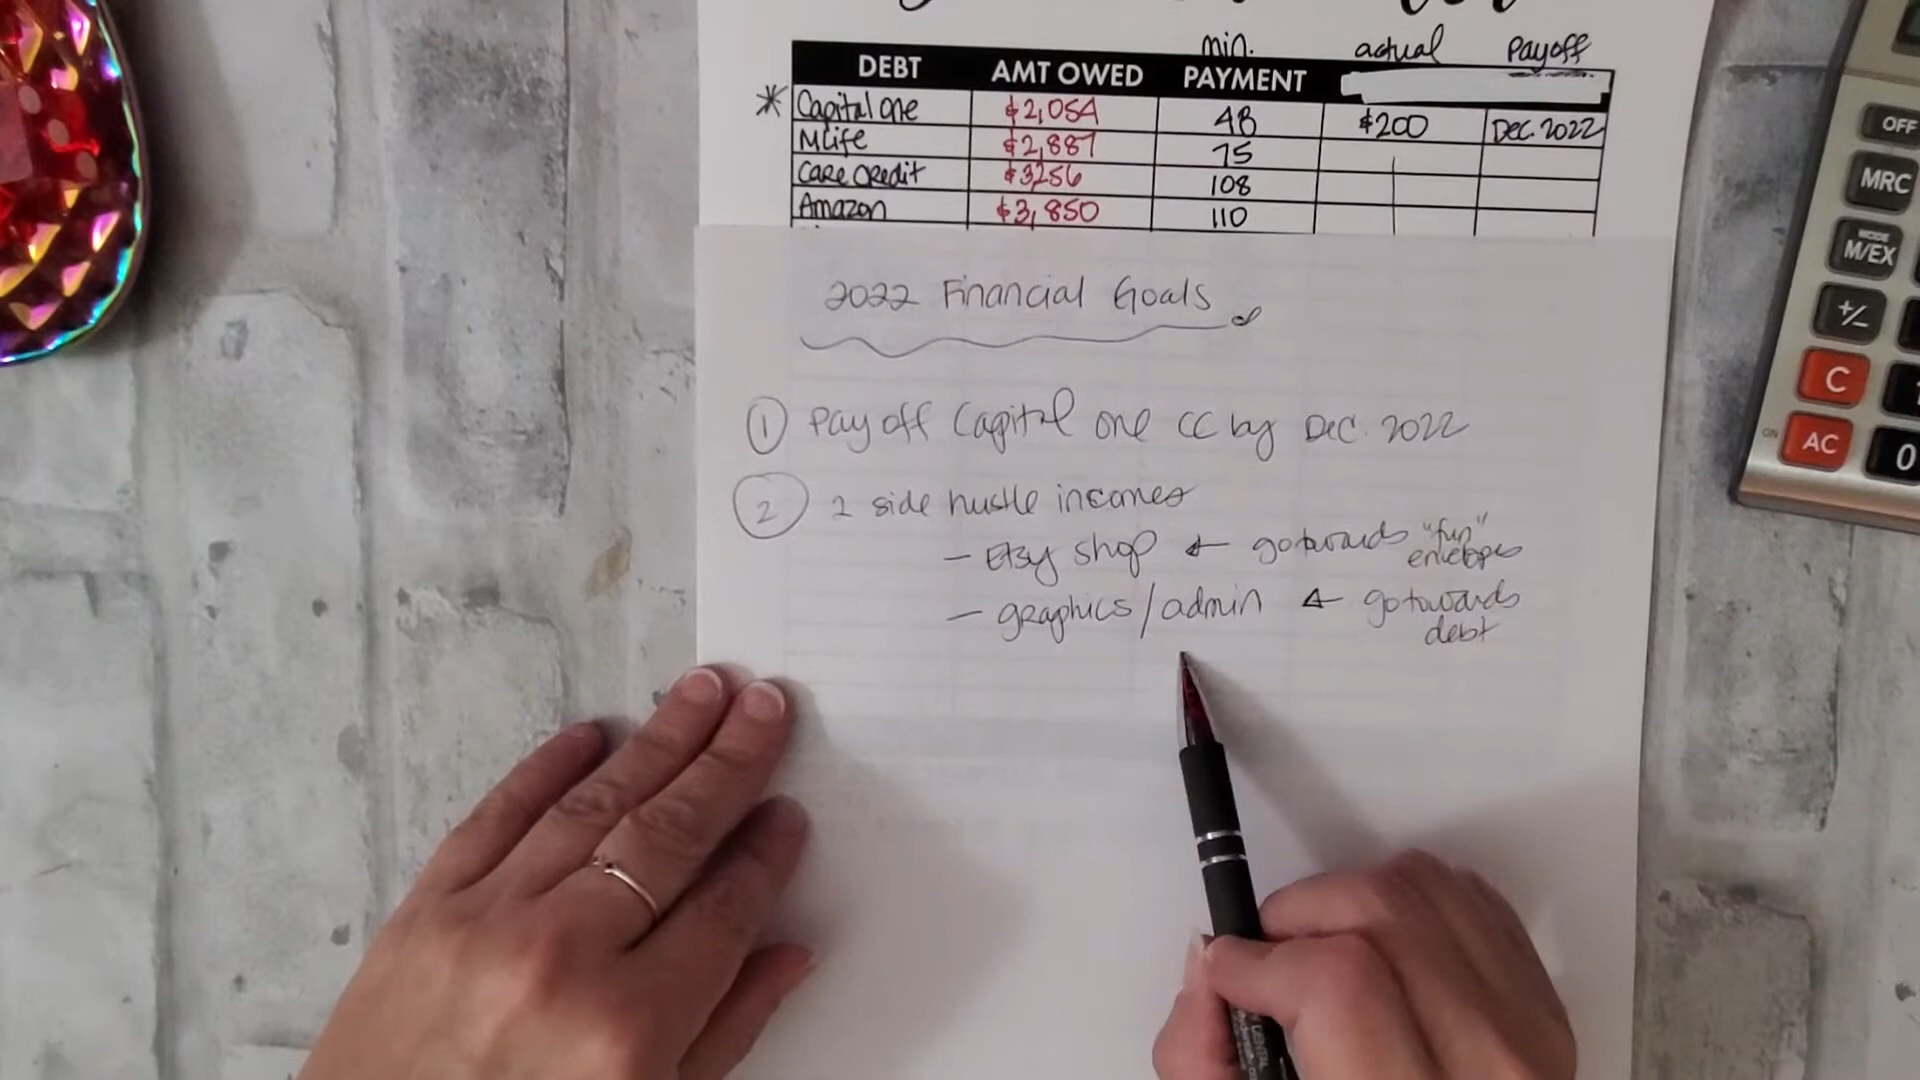 min. actual Payoff
DEBT AMT OWED PAYMENT
* Capital One $2,054 48 $200 Dec. 2022
Mlife $2,887 75
Care Credit $3256 108
Amazon $3,850 110
2022 Financial Goals
1 Pay off Capital One CC by Dec. 2022
2 2 side hustle incomes
- Etsy shop ← go towards "fun"
envelopes
- graphics/admin ← go towards
debt
OFF
MRC
MODE
M/EX
+/-
C
ON AC 0